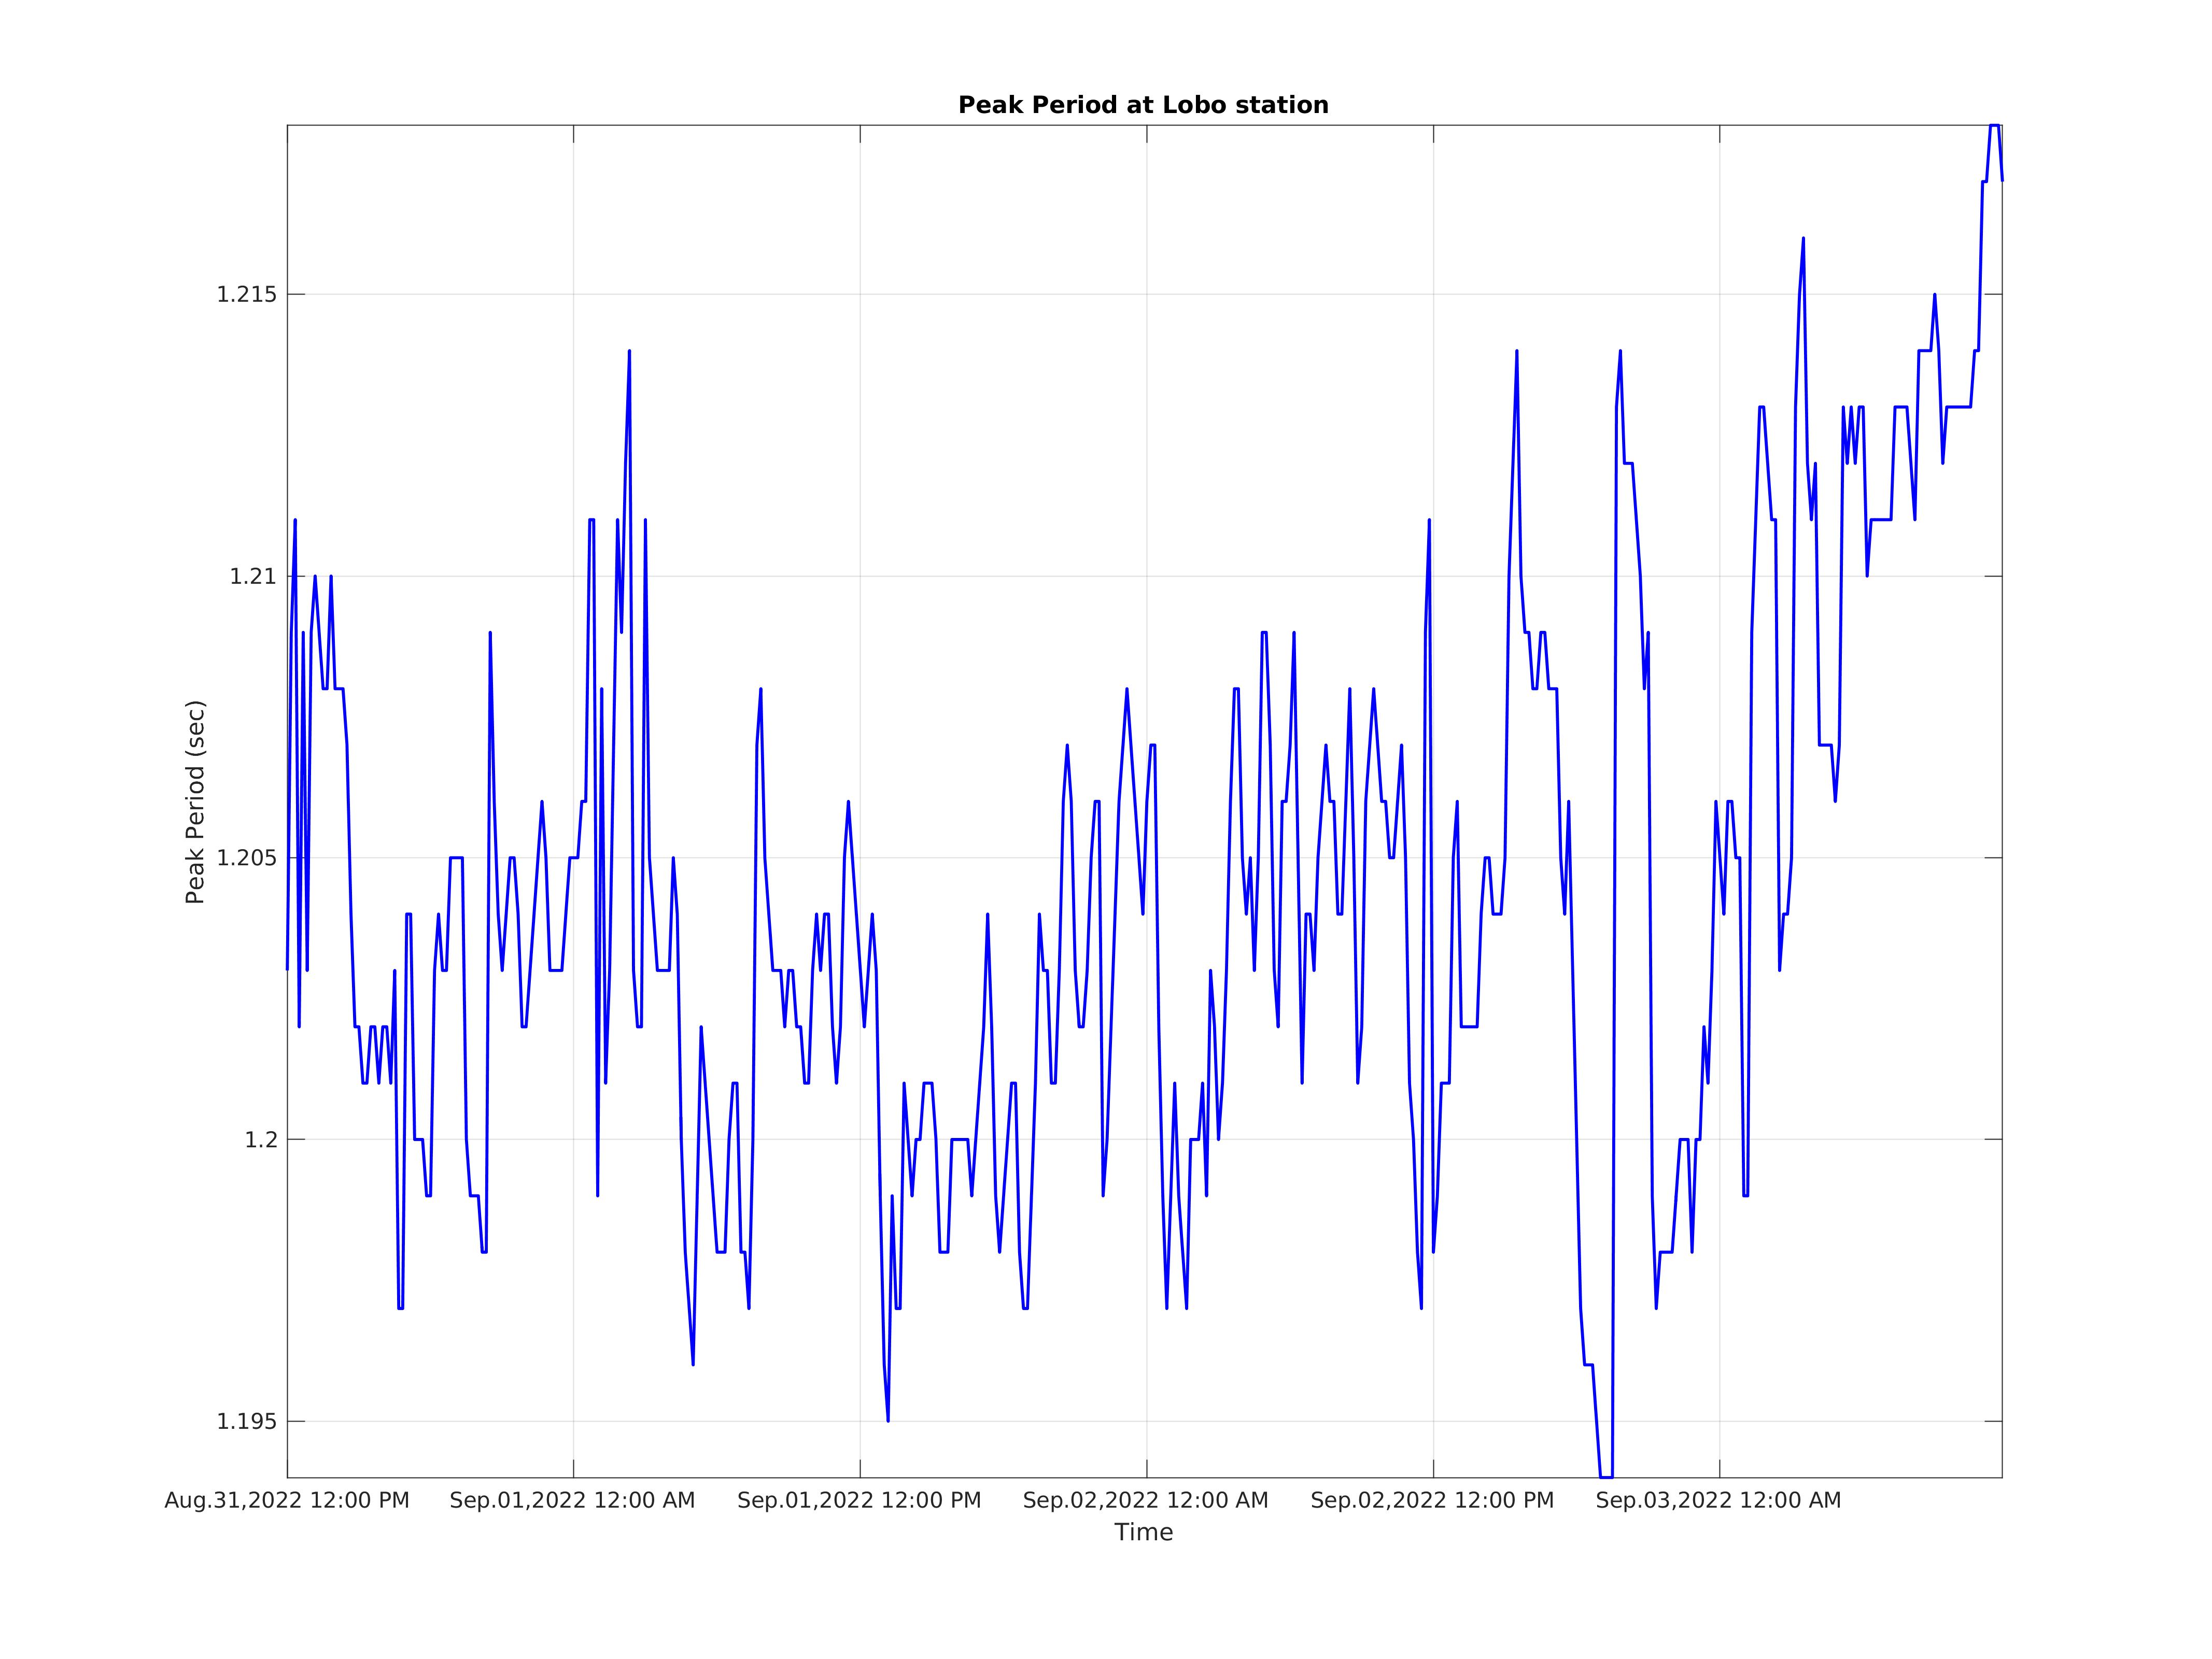 Peak Period at Lobo station
Peak Period (sec)
1.215
1.21
1.205
1.2
1.195
Aug.31,2022 12:00 PM Sep.01,2022 12:00 AM Sep.01,2022 12:00 PM Sep.02,2022 12:00 AM Sep.02,2022 12:00 PM Sep.03,2022 12:00 AM
Time